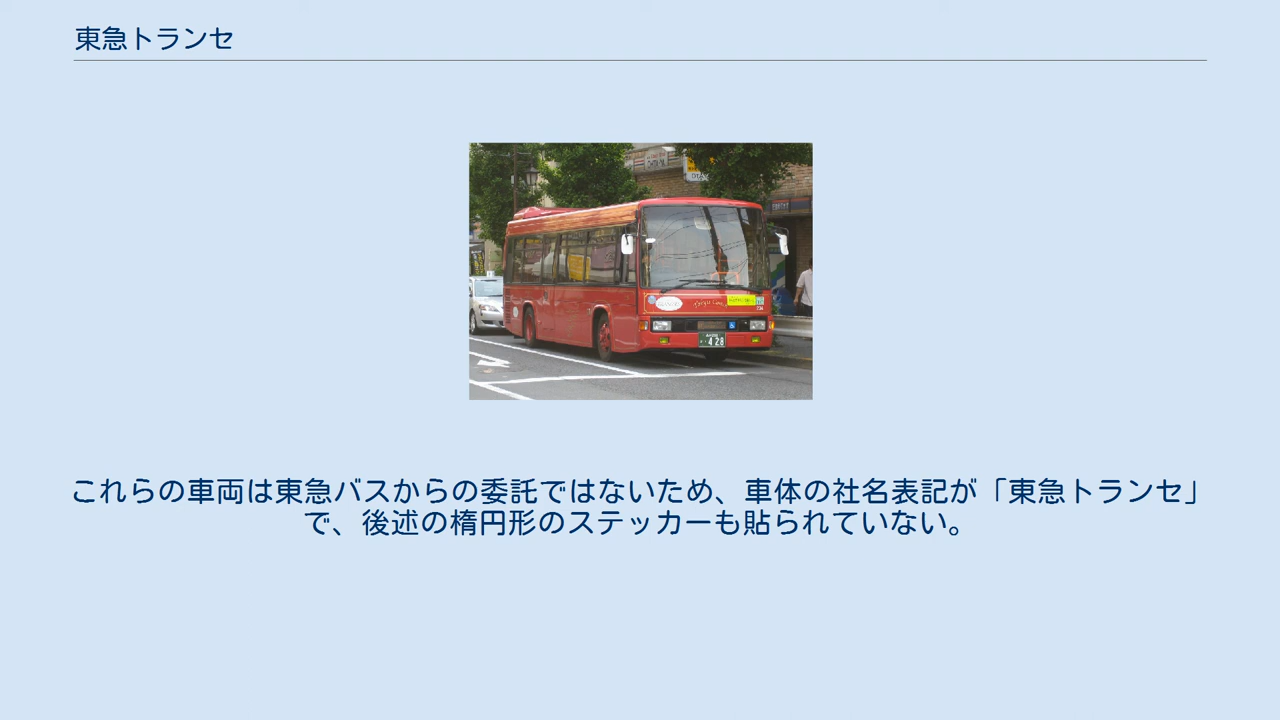 東急トランセ
428
これらの車両は東急バスからの委託ではないため、車体の社名表記が「東急トランセ」
で、後述の楕円形のステッカーも貼られていない。